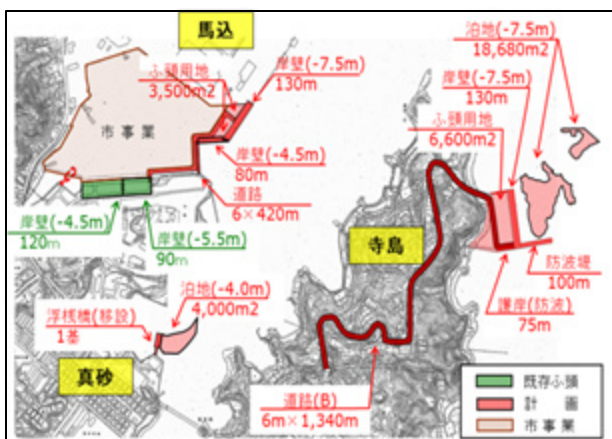 馬込
ふ頭用地
3,500m2
岸壁(-7.5m)
130m
市事業
岸壁(-4.5m)
80m
道路
6×420m
岸壁(-4.5m)
120m
岸壁(-5.5m)
90m
泊地(-7.5m)
18,680m2
岸壁(-7.5m)
130m
ふ頭用地
6,600m2
寺島
防波堤
100m
護岸(防波)
75m
道路(B)
6m×1,340m
泊地(-4.0m)
4,000m2
浮桟橋(移設)
1基
真砂
既存ふ頭
計画
市事業